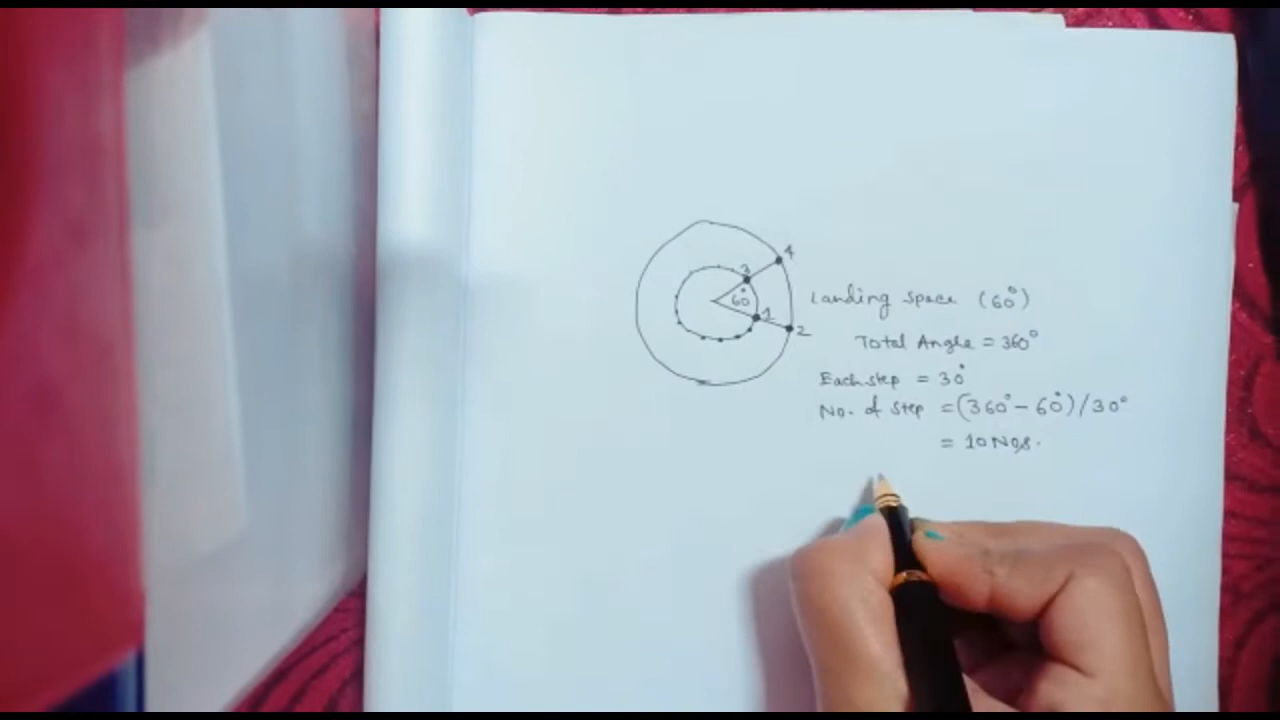 4
3
60°
1
2
Landing space (60°)
Total Angle = 360°
Each step = 30°
No. of step = (360° - 60°) / 30°
= 10 Nos.